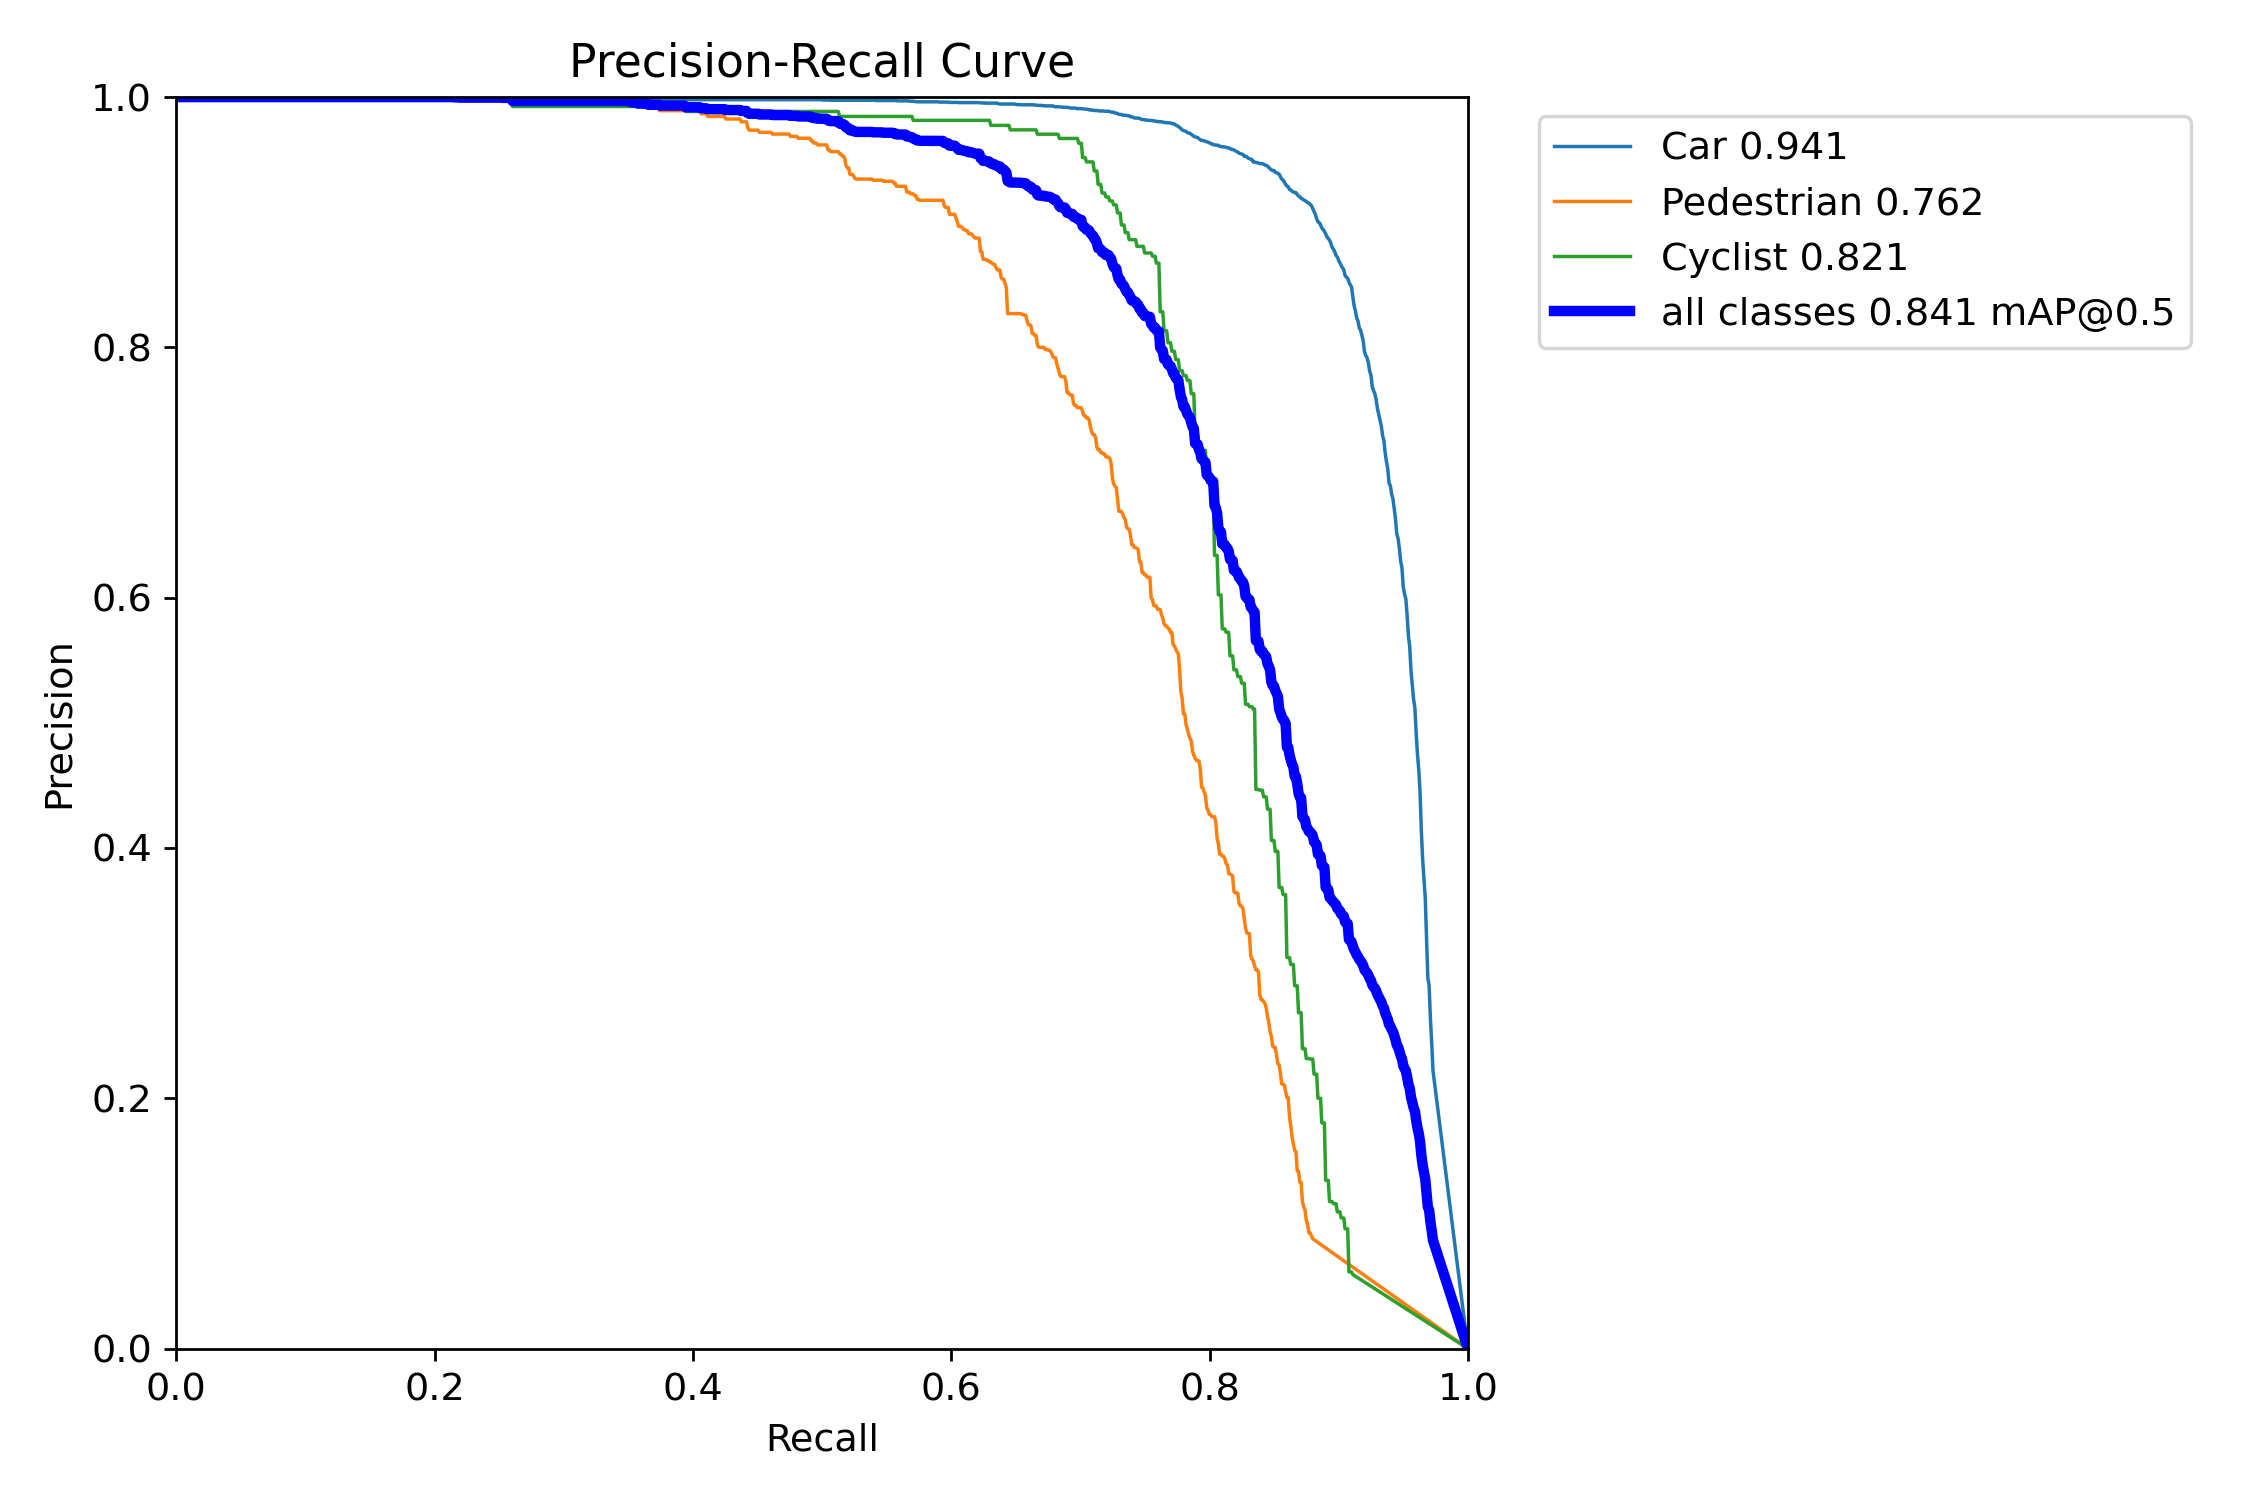 Precision-Recall Curve
1.0
0.8
0.6
0.4
0.2
0.0
Precision
0.0 0.2 0.4 0.6 0.8 1.0
Recall
Car 0.941
Pedestrian 0.762
Cyclist 0.821
all classes 0.841 mAP@0.5